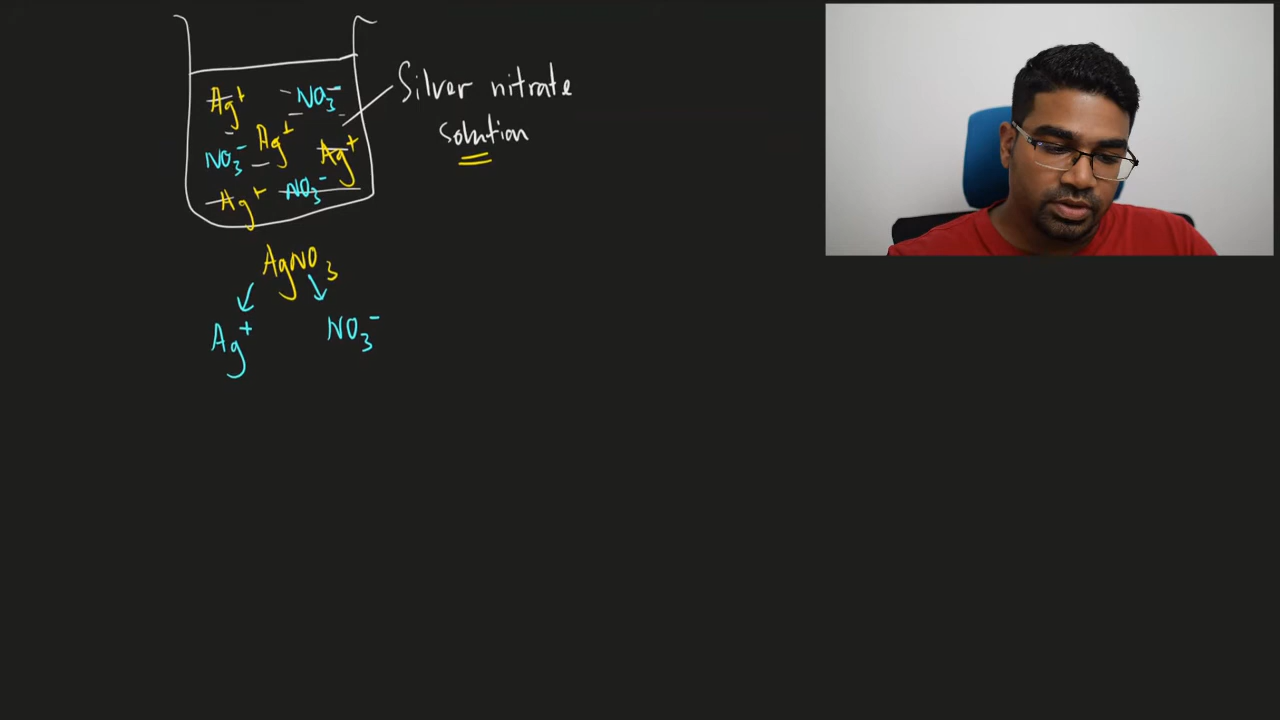 Ag⁺ NO₃⁻
Silver nitrate
solution
NO₃⁻ Ag⁺ Ag⁺
Ag⁺ NO₃⁻
AgNO₃
Ag⁺ NO₃⁻